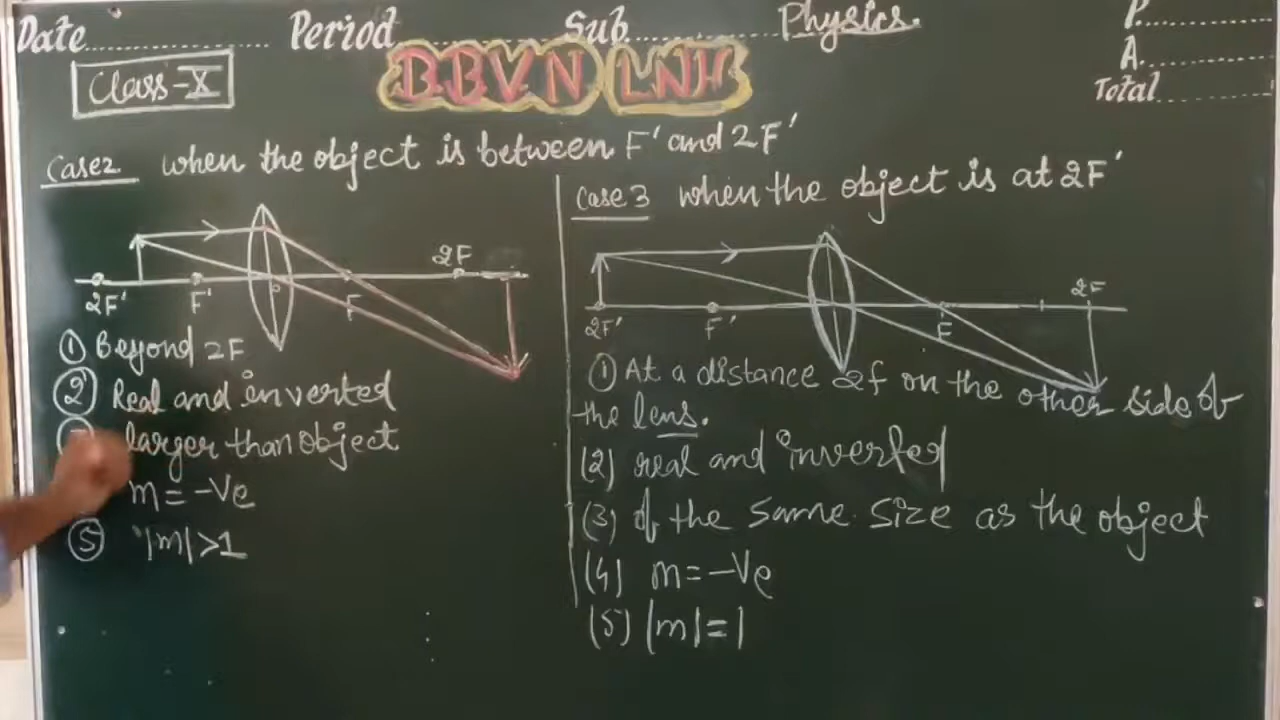 Date Period Sub. Physics. P.
A.
Total
Class-X
B.B.V.N LNH
Case2. when the object is between F' and 2F'
2F' F' O F 2F
① Beyond 2F
② Real and inverted
larger than object
m = -Ve
⑤ |m| > 1
Case 3 when the object is at 2F'
2F' F' F 2F
① At a distance 2f on the other side of
the lens.
(2) real and inverted
(3) of the same size as the object
(4) m = -Ve
(5) |m| = 1